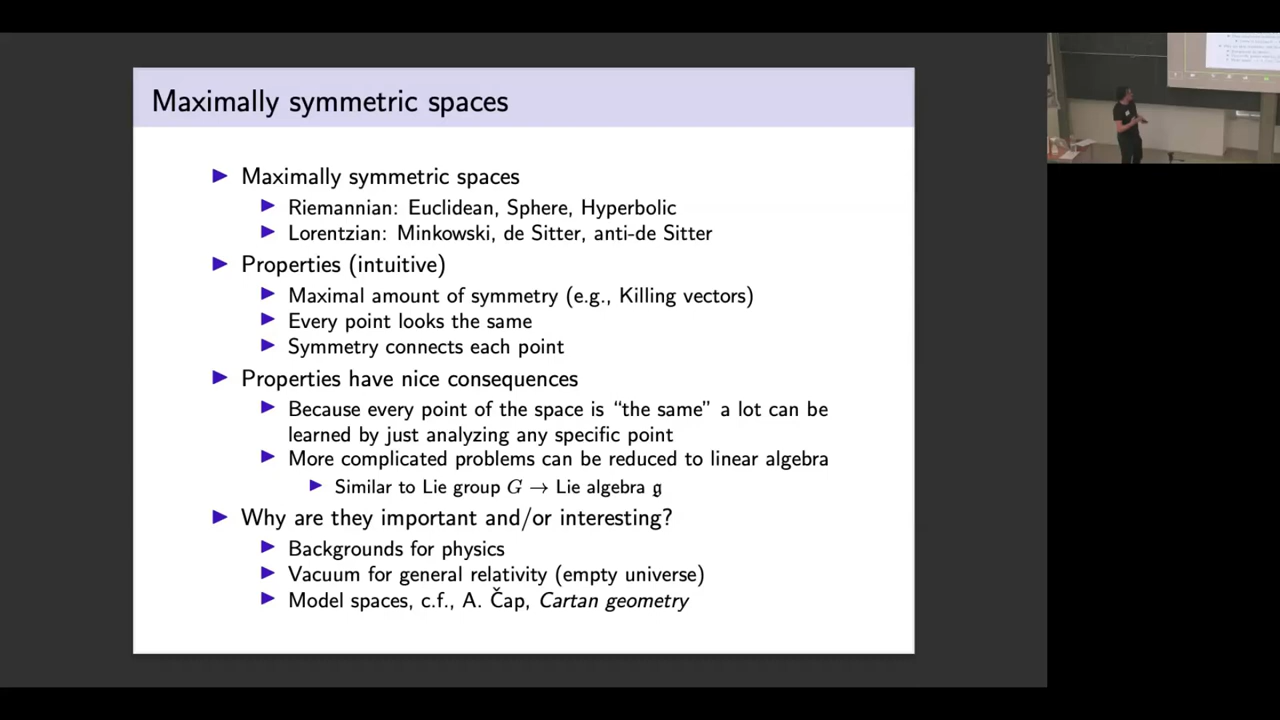 Maximally symmetric spaces
▶ Maximally symmetric spaces
▶ Riemannian: Euclidean, Sphere, Hyperbolic
▶ Lorentzian: Minkowski, de Sitter, anti-de Sitter
▶ Properties (intuitive)
▶ Maximal amount of symmetry (e.g., Killing vectors)
▶ Every point looks the same
▶ Symmetry connects each point
▶ Properties have nice consequences
▶ Because every point of the space is “the same” a lot can be
learned by just analyzing any specific point
▶ More complicated problems can be reduced to linear algebra
▶ Similar to Lie group G → Lie algebra 𝔤
▶ Why are they important and/or interesting?
▶ Backgrounds for physics
▶ Vacuum for general relativity (empty universe)
▶ Model spaces, c.f., A. Čap, Cartan geometry